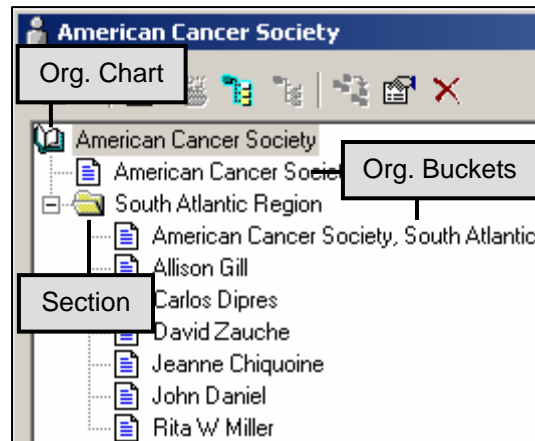 American Cancer Society
Org. Chart
American Cancer Society
American Cancer Societ
Org. Buckets
South Atlantic Region
American Cancer Society, South Atlantic
Allison Gill
Section
Carlos Dipres
David Zauche
Jeanne Chiquoine
John Daniel
Rita W Miller